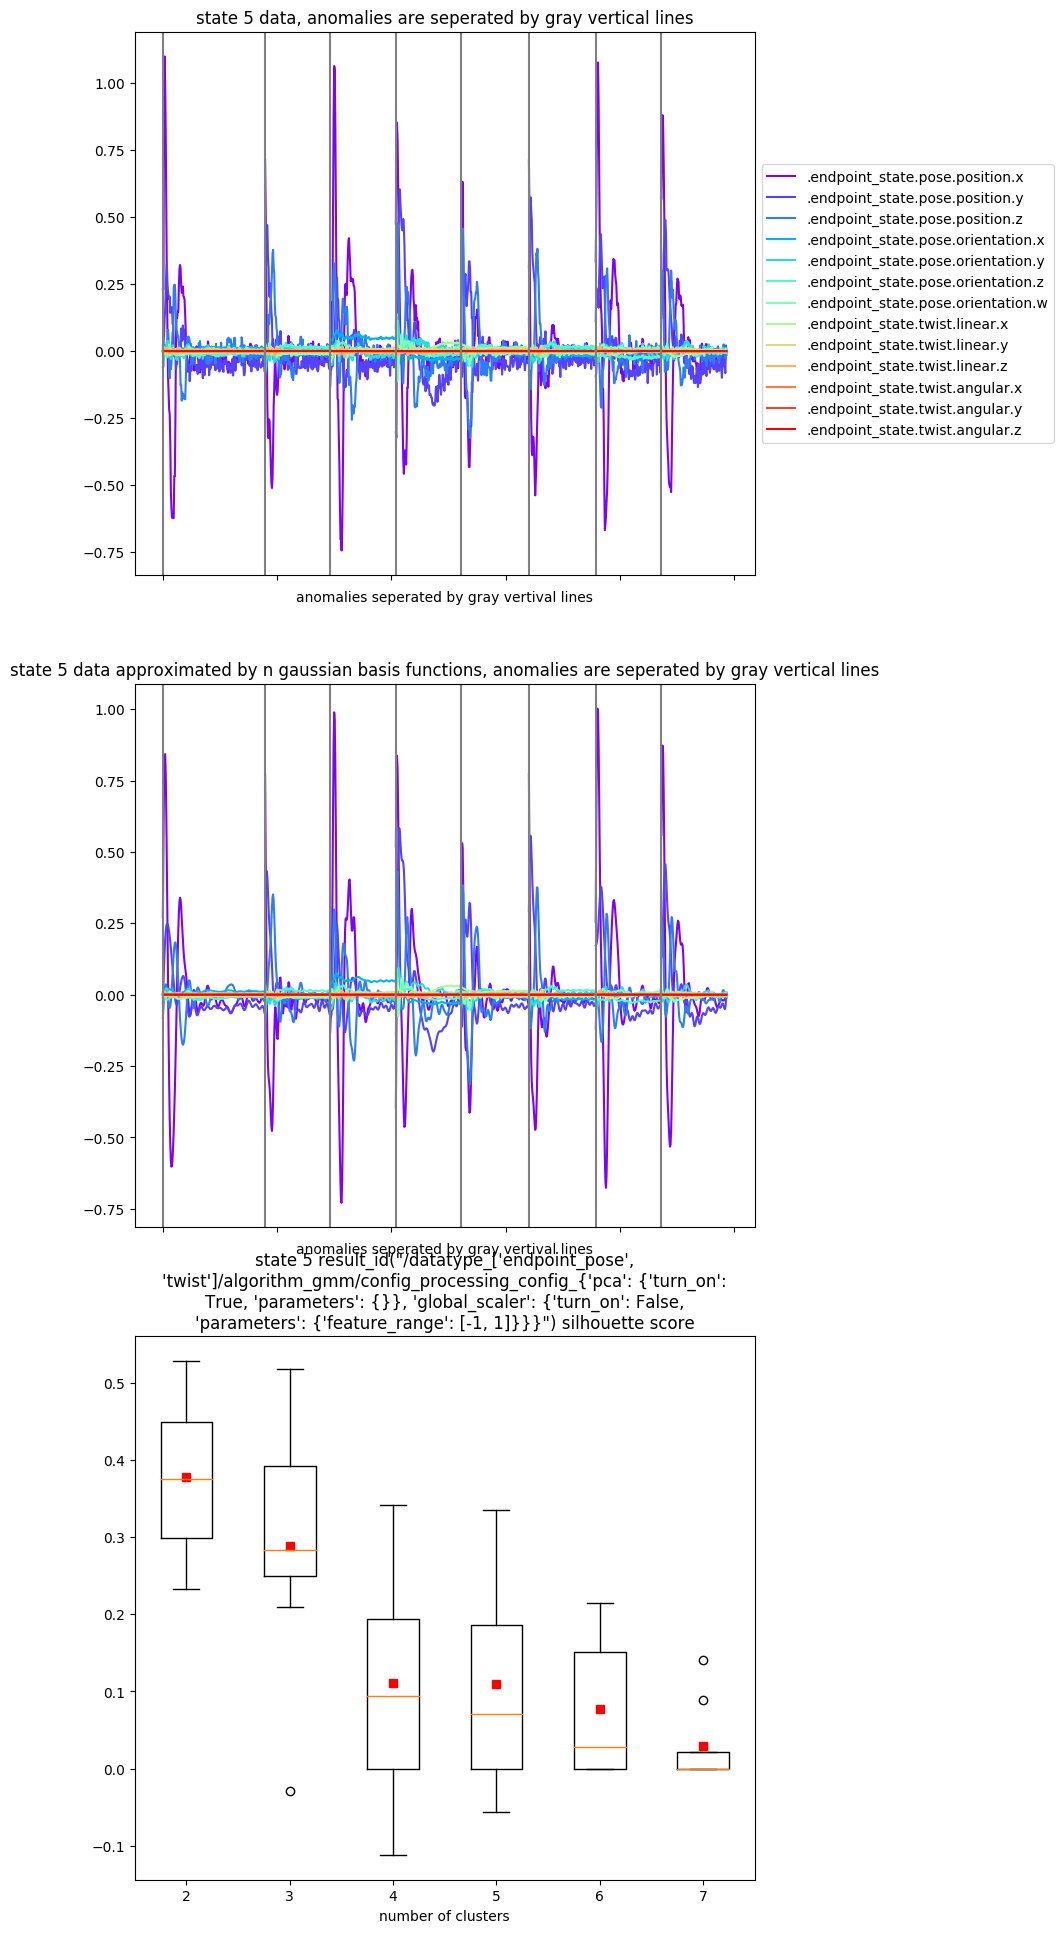 state 5 data, anomalies are seperated by gray vertical lines
1.00
0.75
0.50
0.25
0.00
−0.25
−0.50
−0.75
anomalies seperated by gray vertival lines
.endpoint_state.pose.position.x
.endpoint_state.pose.position.y
.endpoint_state.pose.position.z
.endpoint_state.pose.orientation.x
.endpoint_state.pose.orientation.y
.endpoint_state.pose.orientation.z
.endpoint_state.pose.orientation.w
.endpoint_state.twist.linear.x
.endpoint_state.twist.linear.y
.endpoint_state.twist.linear.z
.endpoint_state.twist.angular.x
.endpoint_state.twist.angular.y
.endpoint_state.twist.angular.z
state 5 data approximated by n gaussian basis functions, anomalies are seperated by gray vertical lines
1.00
0.75
0.50
0.25
0.00
−0.25
−0.50
−0.75
anomalies seperated by gray vertival lines
state 5 result_id("/datatype_['endpoint_pose',
'twist']/algorithm_gmm/config_processing_config_{'pca': {'turn_on':
True, 'parameters': {}}, 'global_scaler': {'turn_on': False,
'parameters': {'feature_range': [-1, 1]}}}") silhouette score
0.5
0.4
0.3
0.2
0.1
0.0
−0.1
2 3 4 5 6 7
number of clusters